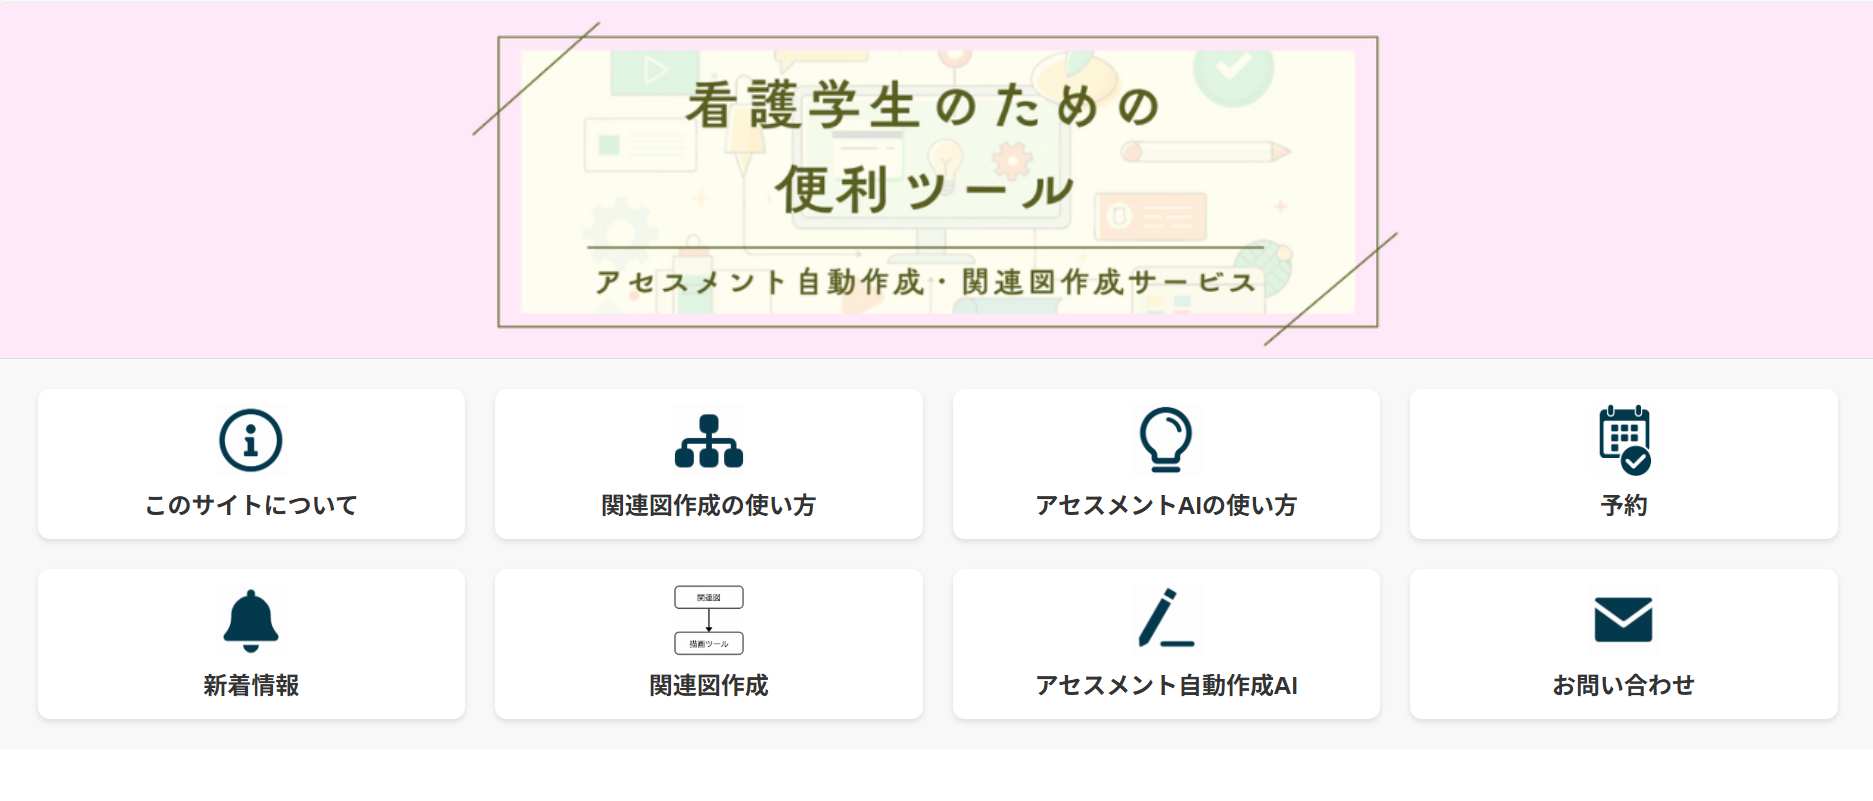 看護学生のための
便利ツール
アセスメント自動作成・関連図作成サービス
このサイトについて
関連図作成の使い方
アセスメントAIの使い方
予約
新着情報
関連図
描画ツール
関連図作成
アセスメント自動作成AI
お問い合わせ